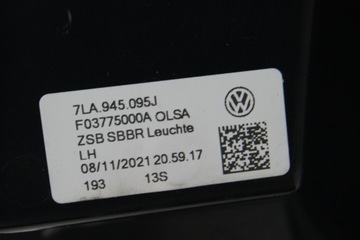 7LA.945.095J
F03775000A OLSA
ZSB SBBR Leuchte
LH
08/11/2021 20.59.17
193 13S